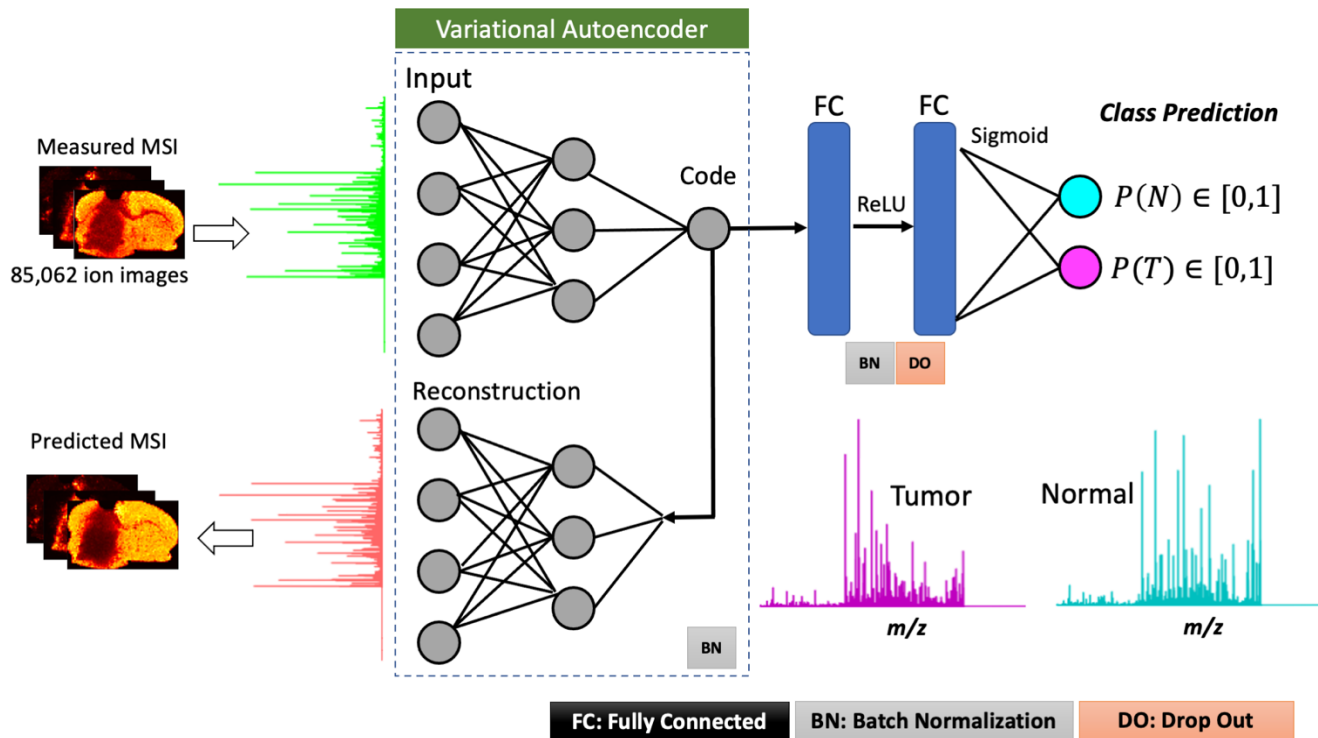 Variational Autoencoder
Input
Measured MSI
85,062 ion images
Code
FC
FC
ReLU
Sigmoid
Class Prediction
P(N) ∈ [0,1]
P(T) ∈ [0,1]
BN
DO
Reconstruction
Predicted MSI
BN
Tumor
m/z
Normal
m/z
FC: Fully Connected
BN: Batch Normalization
DO: Drop Out